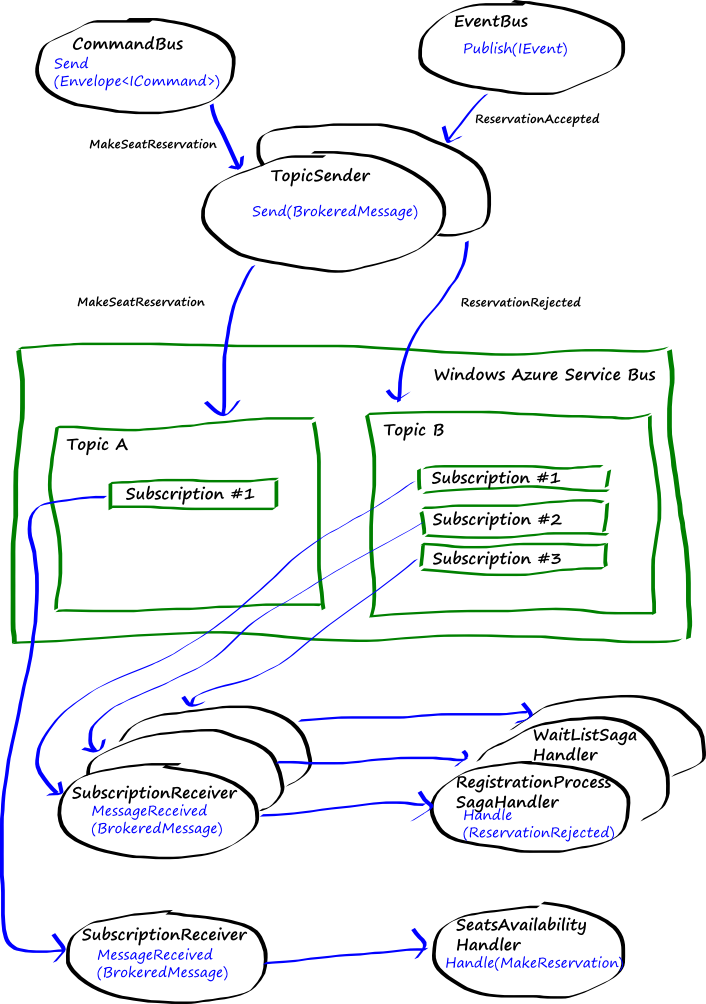 CommandBus
Send
(Envelope<ICommand>)
EventBus
Publish(IEvent)
MakeSeatReservation
ReservationAccepted
TopicSender
Send(BrokeredMessage)
MakeSeatReservation
ReservationRejected
Windows Azure Service Bus
Topic A
Subscription #1
Topic B
Subscription #1
Subscription #2
Subscription #3
SubscriptionReceiver
MessageReceived
(BrokeredMessage)
WaitListSaga
Handler
RegistrationProcess
SagaHandler
Handle
(ReservationRejected)
SubscriptionReceiver
MessageReceived
(BrokeredMessage)
SeatsAvailability
Handler
Handle(MakeReservation)